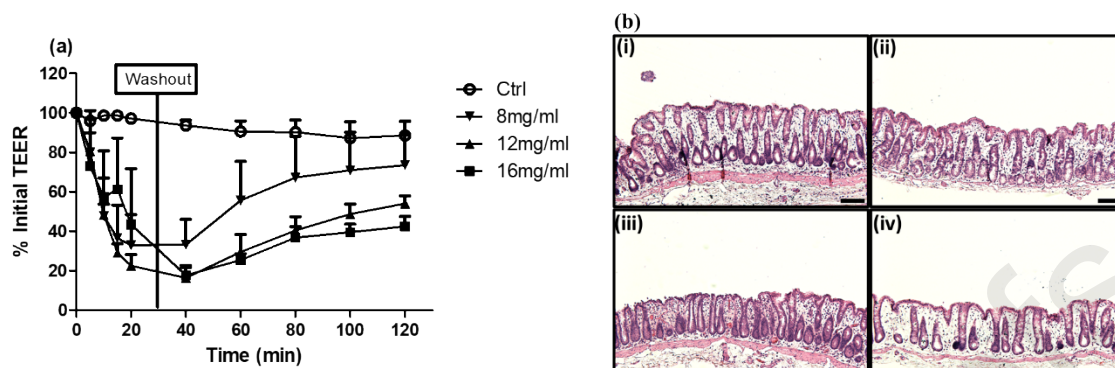 (a)
120
100
80
60
40
20
0
% Initial TEER
Washout
0 20 40 60 80 100 120
Time (min)
Ctrl
8mg/ml
12mg/ml
16mg/ml
(b)
(i)
(ii)
(iii)
(iv)